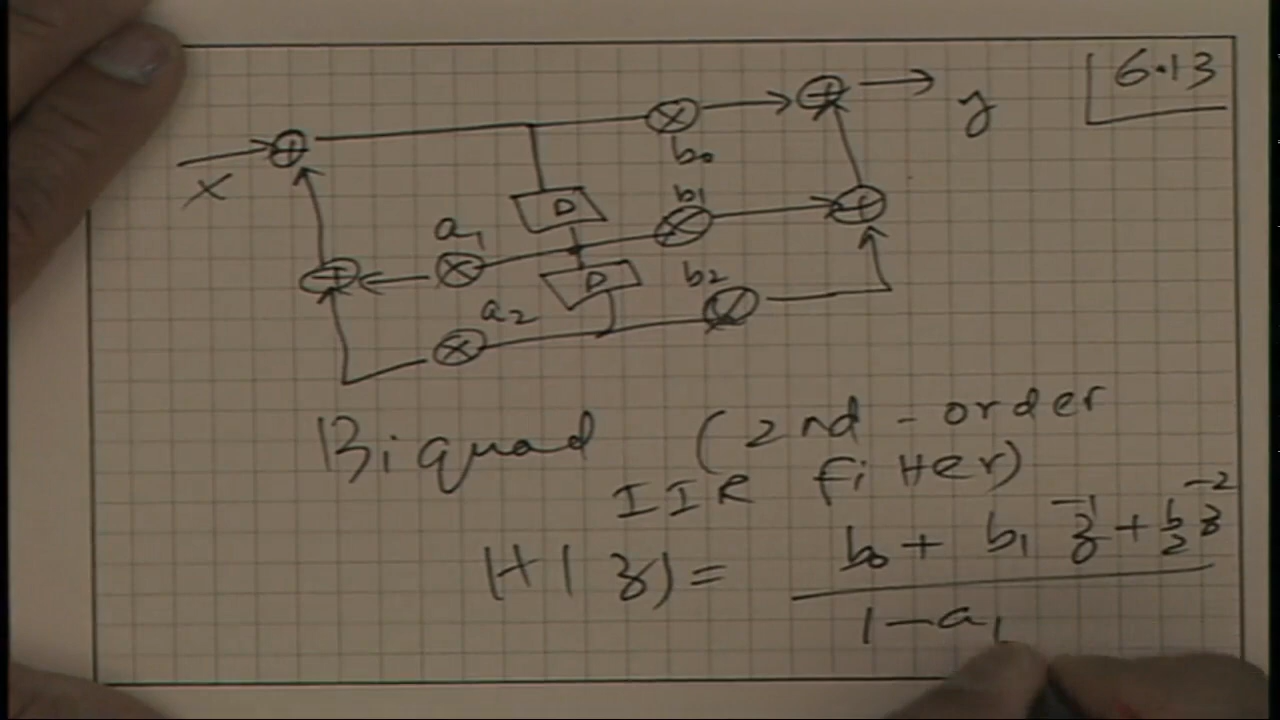 6.13
x
y
b0
D
b1
a1
D
b2
a2
Biquad (2nd-order
IIR filter)
H(z) = b0 + b1 z^-1 + b2 z^-2
1 - a1